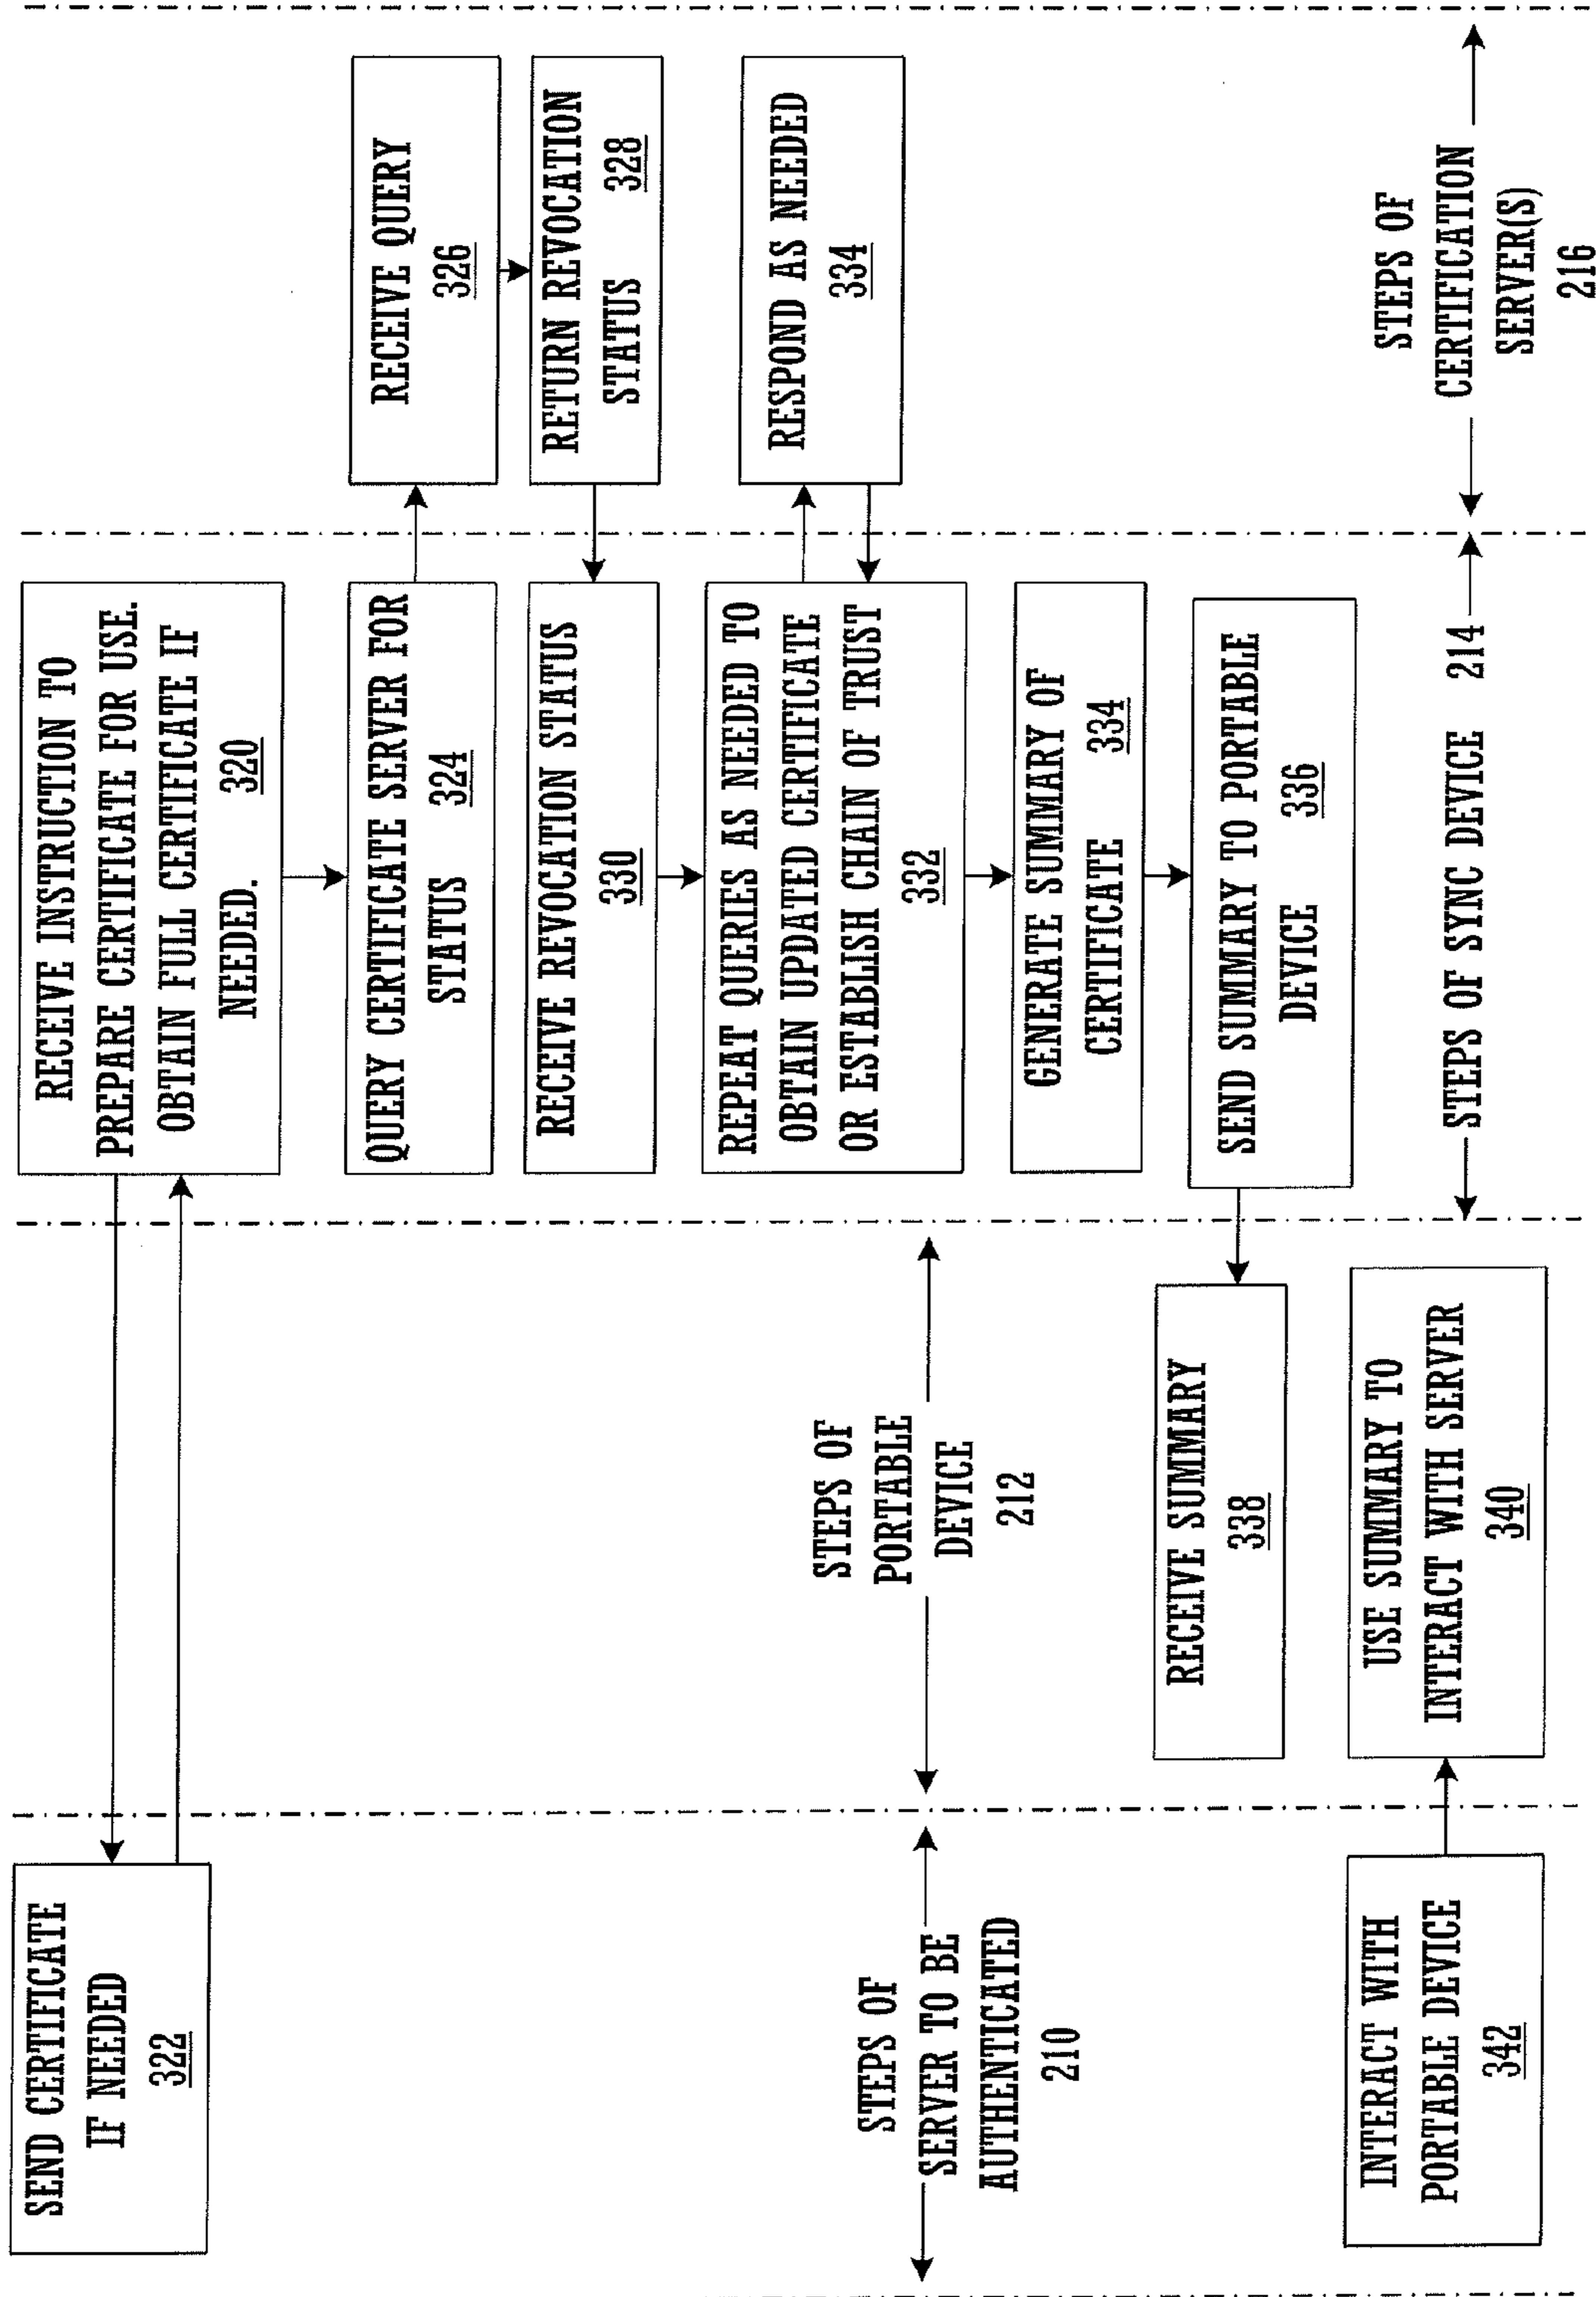 SEND CERTIFICATE
IF NEEDED
322
RECEIVE INSTRUCTION TO
PREPARE CERTIFICATE FOR USE.
OBTAIN FULL CERTIFICATE IF
NEEDED. 320
QUERY CERTIFICATE SERVER FOR
STATUS 324
RECEIVE QUERY
326
RECEIVE REVOCATION STATUS
330
RETURN REVOCATION
STATUS 328
REPEAT QUERIES AS NEEDED TO
OBTAIN UPDATED CERTIFICATE
OR ESTABLISH CHAIN OF TRUST
332
RESPOND AS NEEDED
334
STEPS OF
SERVER TO BE
AUTHENTICATED
210
STEPS OF
PORTABLE
DEVICE
212
GENERATE SUMMARY OF
CERTIFICATE 334
RECEIVE SUMMARY
338
SEND SUMMARY TO PORTABLE
DEVICE 336
INTERACT WITH
PORTABLE DEVICE
342
USE SUMMARY TO
INTERACT WITH SERVER
340
STEPS OF SYNC DEVICE 214
STEPS OF
CERTIFICATION
SERVER(S)
216